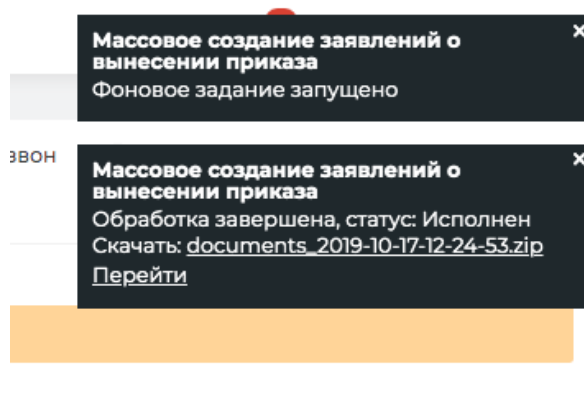 Массовое создание заявлений о
вынесении приказа
Фоновое задание запущено
звон
Массовое создание заявлений о
вынесении приказа
Обработка завершена, статус: Исполнен
Скачать: documents_2019-10-17-12-24-53.zip
Перейти